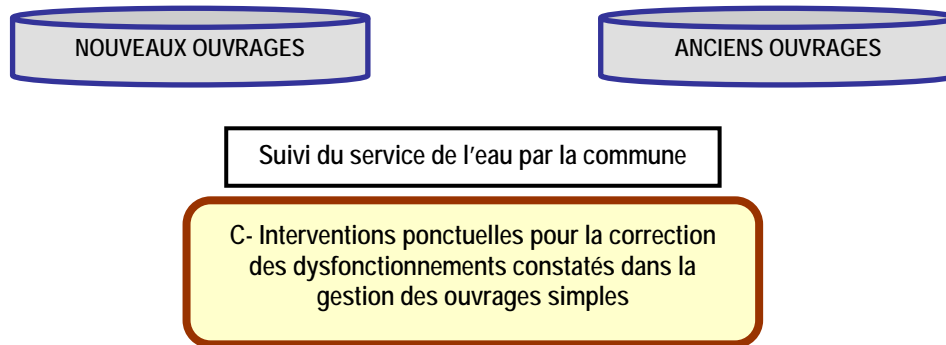 NOUVEAUX OUVRAGES
ANCIENS OUVRAGES
Suivi du service de l'eau par la commune
C- Interventions ponctuelles pour la correction
des dysfonctionnements constatés dans la
gestion des ouvrages simples